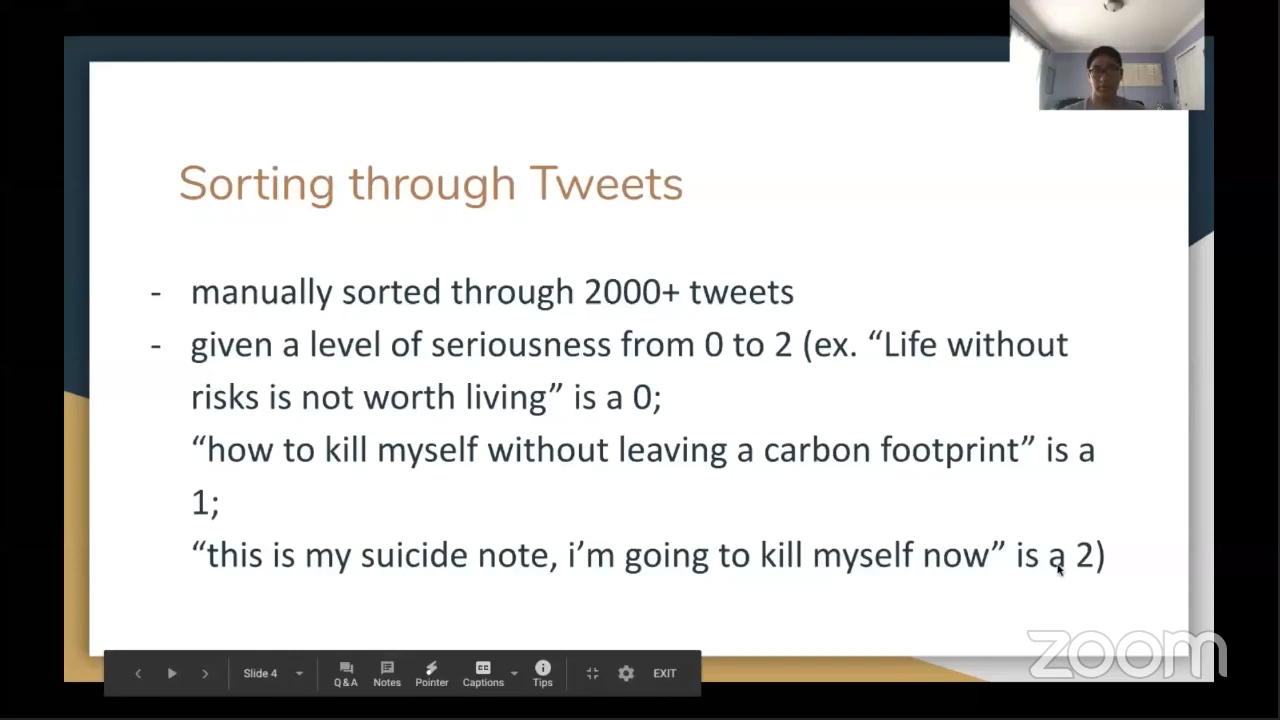 Sorting through Tweets
- manually sorted through 2000+ tweets
- given a level of seriousness from 0 to 2 (ex. “Life without
risks is not worth living” is a 0;
“how to kill myself without leaving a carbon footprint” is a
1;
“this is my suicide note, i’m going to kill myself now” is a 2)
Slide 4
Q&A
Notes
Pointer
Captions
Tips
EXIT
zoom